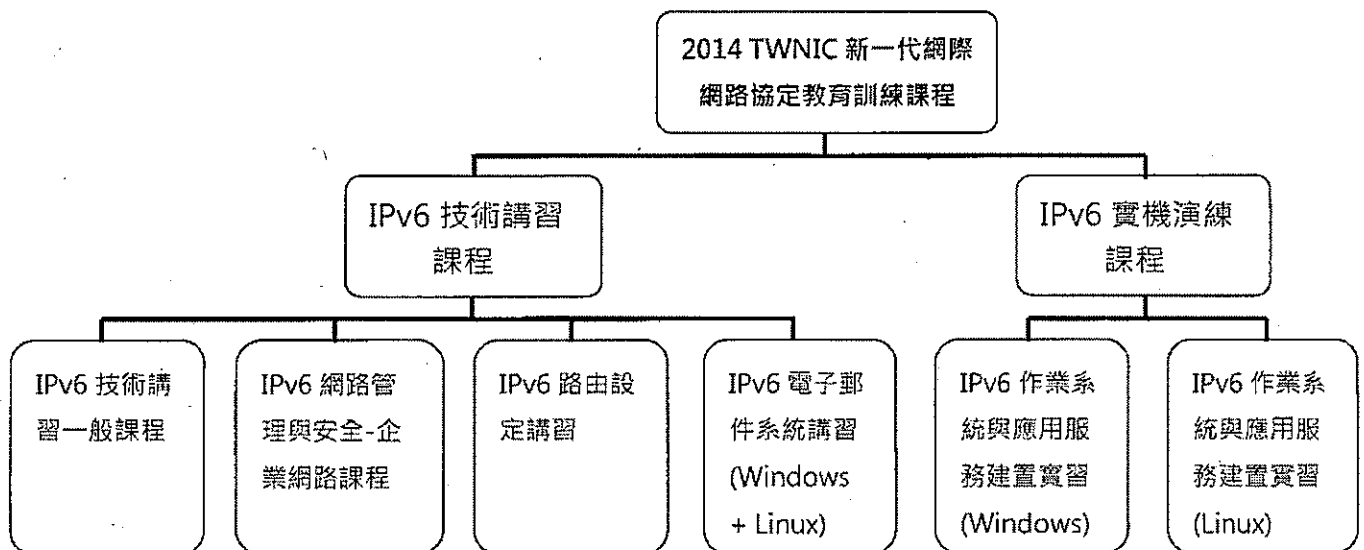 2014 TWNIC 新一代網際
網路協定教育訓練課程
IPv6 技術講習
課程
IPv6 實機演練
課程
IPv6 技術講
習一般課程
IPv6 網路管
理與安全-企
業網路課程
IPv6 路由設
定講習
IPv6 電子郵
件系統講習
(Windows
+ Linux)
IPv6 作業系
統與應用服
務建置實習
(Windows)
IPv6 作業系
統與應用服
務建置實習
(Linux)